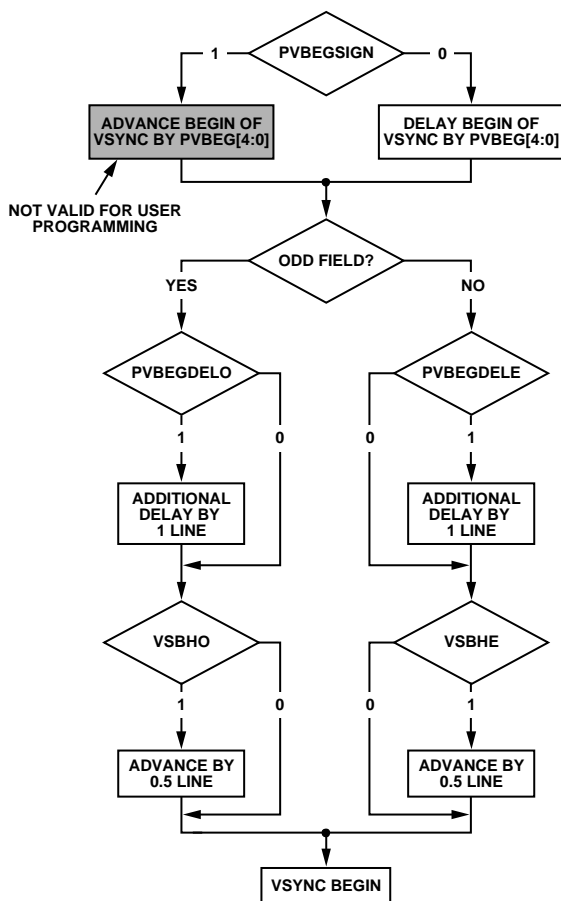 PVBEGSIGN
1
0
ADVANCE BEGIN OF
VSYNC BY PVBEG[4:0]
DELAY BEGIN OF
VSYNC BY PVBEG[4:0]
NOT VALID FOR USER
PROGRAMMING
ODD FIELD?
YES
NO
PVBEGDELO
PVBEGDELE
1
0
0
1
ADDITIONAL
DELAY BY
1 LINE
ADDITIONAL
DELAY BY
1 LINE
VSBHO
VSBHE
1
0
0
1
ADVANCE BY
0.5 LINE
ADVANCE BY
0.5 LINE
VSYNC BEGIN